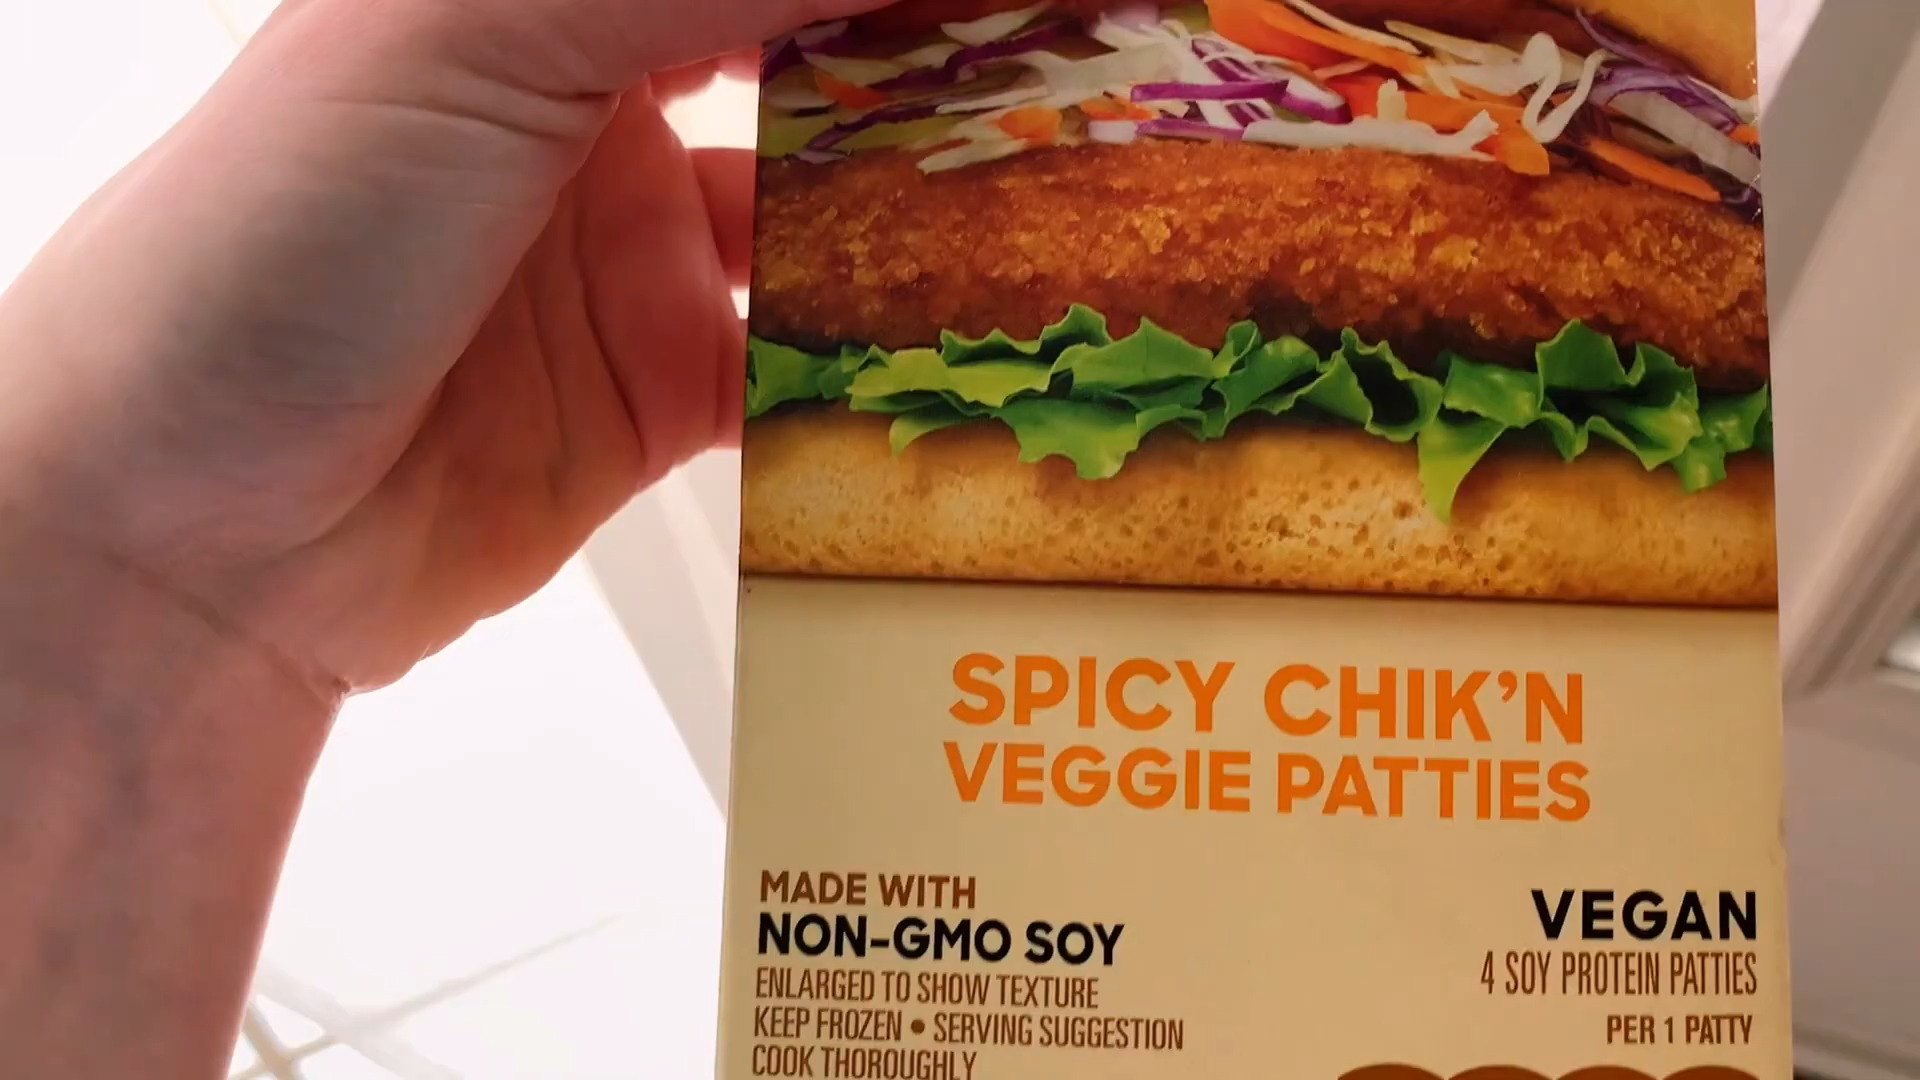 SPICY CHIK'N
VEGGIE PATTIES
MADE WITH
NON-GMO SOY
ENLARGED TO SHOW TEXTURE
KEEP FROZEN • SERVING SUGGESTION
COOK THOROUGHLY
VEGAN
4 SOY PROTEIN PATTIES
PER 1 PATTY